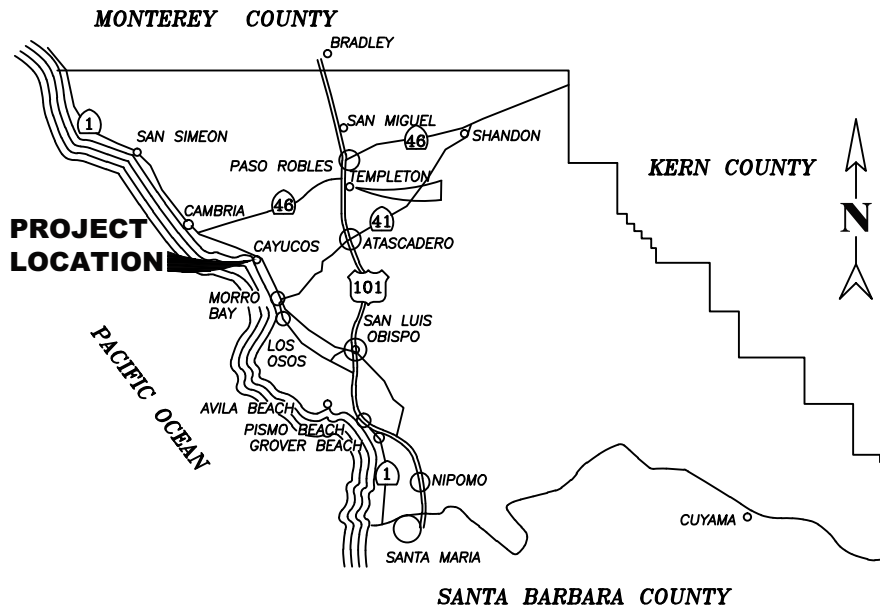 MONTEREY COUNTY
BRADLEY
1
SAN SIMEON
SAN MIGUEL
46
SHANDON
PASO ROBLES
TEMPLETON
KERN COUNTY
46
CAMBRIA
41
N
PROJECT
LOCATION
CAYUCOS
ATASCADERO
101
MORRO
BAY
SAN LUIS
OBISPO
LOS
OSOS
PACIFIC OCEAN
AVILA BEACH
PISMO BEACH
GROVER BEACH
1
NIPOMO
CUYAMA
SANTA MARIA
SANTA BARBARA COUNTY